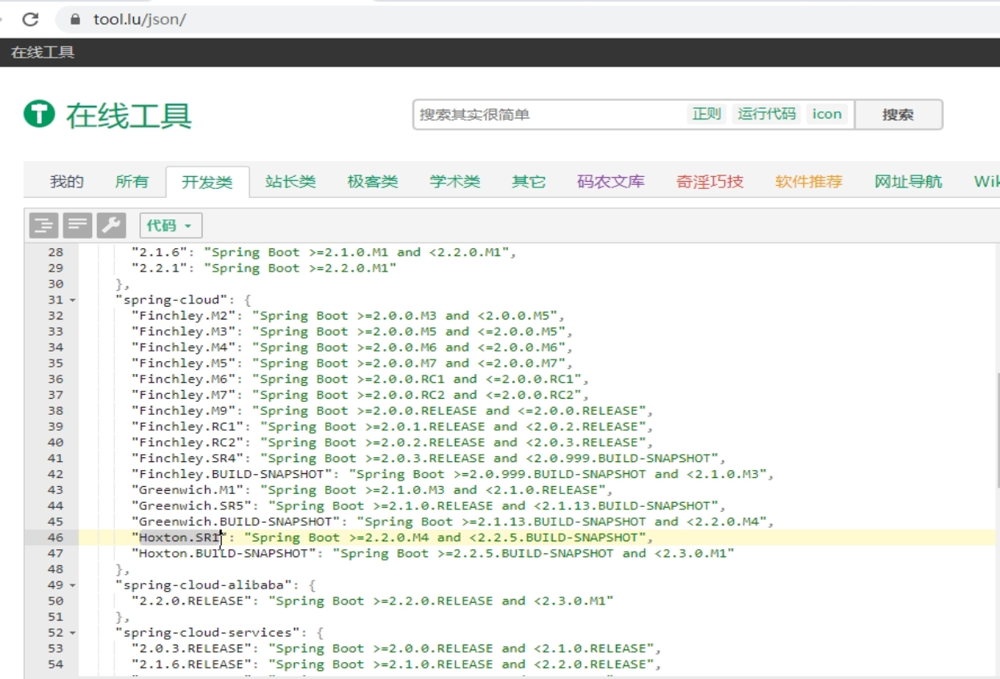 tool.lu/json/
在线工具
在线工具
搜索其实很简单 正则 运行代码 icon 搜索
我的 所有 开发类 站长类 极客类 学术类 其它 码农文库 奇淫巧技 软件推荐 网址导航
代码
28 "2.1.6": "Spring Boot >=2.1.0.M1 and <2.2.0.M1",
29 "2.2.1": "Spring Boot >=2.2.0.M1"
30 },
31 "spring-cloud": {
32 "Finchley.M2": "Spring Boot >=2.0.0.M3 and <2.0.0.M5",
33 "Finchley.M3": "Spring Boot >=2.0.0.M5 and <=2.0.0.M5",
34 "Finchley.M4": "Spring Boot >=2.0.0.M6 and <=2.0.0.M6",
35 "Finchley.M5": "Spring Boot >=2.0.0.M7 and <=2.0.0.M7",
36 "Finchley.M6": "Spring Boot >=2.0.0.RC1 and <=2.0.0.RC1",
37 "Finchley.M7": "Spring Boot >=2.0.0.RC2 and <=2.0.0.RC2",
38 "Finchley.M9": "Spring Boot >=2.0.0.RELEASE and <=2.0.0.RELEASE",
39 "Finchley.RC1": "Spring Boot >=2.0.1.RELEASE and <2.0.2.RELEASE",
40 "Finchley.RC2": "Spring Boot >=2.0.2.RELEASE and <2.0.3.RELEASE",
41 "Finchley.SR4": "Spring Boot >=2.0.3.RELEASE and <2.0.999.BUILD-SNAPSHOT",
42 "Finchley.BUILD-SNAPSHOT": "Spring Boot >=2.0.999.BUILD-SNAPSHOT and <2.1.0.M3",
43 "Greenwich.M1": "Spring Boot >=2.1.0.M3 and <2.1.0.RELEASE",
44 "Greenwich.SR5": "Spring Boot >=2.1.0.RELEASE and <2.1.13.BUILD-SNAPSHOT",
45 "Greenwich.BUILD-SNAPSHOT": "Spring Boot >=2.1.13.BUILD-SNAPSHOT and <2.2.0.M4",
46 "Hoxton.SR1": "Spring Boot >=2.2.0.M4 and <2.2.5.BUILD-SNAPSHOT",
47 "Hoxton.BUILD-SNAPSHOT": "Spring Boot >=2.2.5.BUILD-SNAPSHOT and <2.3.0.M1"
48 },
49 "spring-cloud-alibaba": {
50 "2.2.0.RELEASE": "Spring Boot >=2.2.0.RELEASE and <2.3.0.M1"
51 },
52 "spring-cloud-services": {
53 "2.0.3.RELEASE": "Spring Boot >=2.0.0.RELEASE and <2.1.0.RELEASE",
54 "2.1.6.RELEASE": "Spring Boot >=2.1.0.RELEASE and <2.2.0.RELEASE",